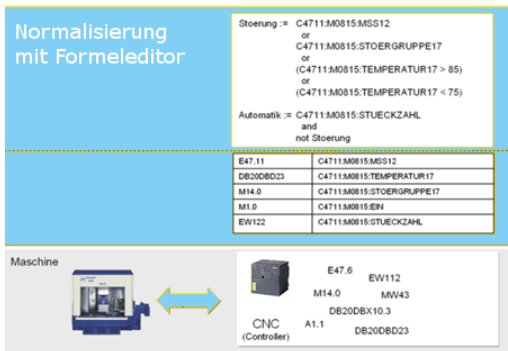 Normalisierung
mit Formeleditor
Stoerung := C4711:M0815:MSS12
or
C4711:M0815:STOERGRUPPE17
or
(C4711:M0815:TEMPERATUR17 > 85)
or
(C4711:M0815:TEMPERATUR17 < 75)
Automatik := C4711:M0815:STUECKZAHL
and
not Stoerung
E47.11 C4711:M0815:MSS12
DB20DBD23 C4711:M0815:TEMPERATUR17
M14.0 C4711:M0815:STOERGRUPPE17
M1.0 C4711:M0815:EIN
EW122 C4711:M0815:STUECKZAHL
Maschine
E47.6
EW112
M14.0
MW43
DB20DBX10.3
CNC
(Controller)
A1.1
DB20DBD23